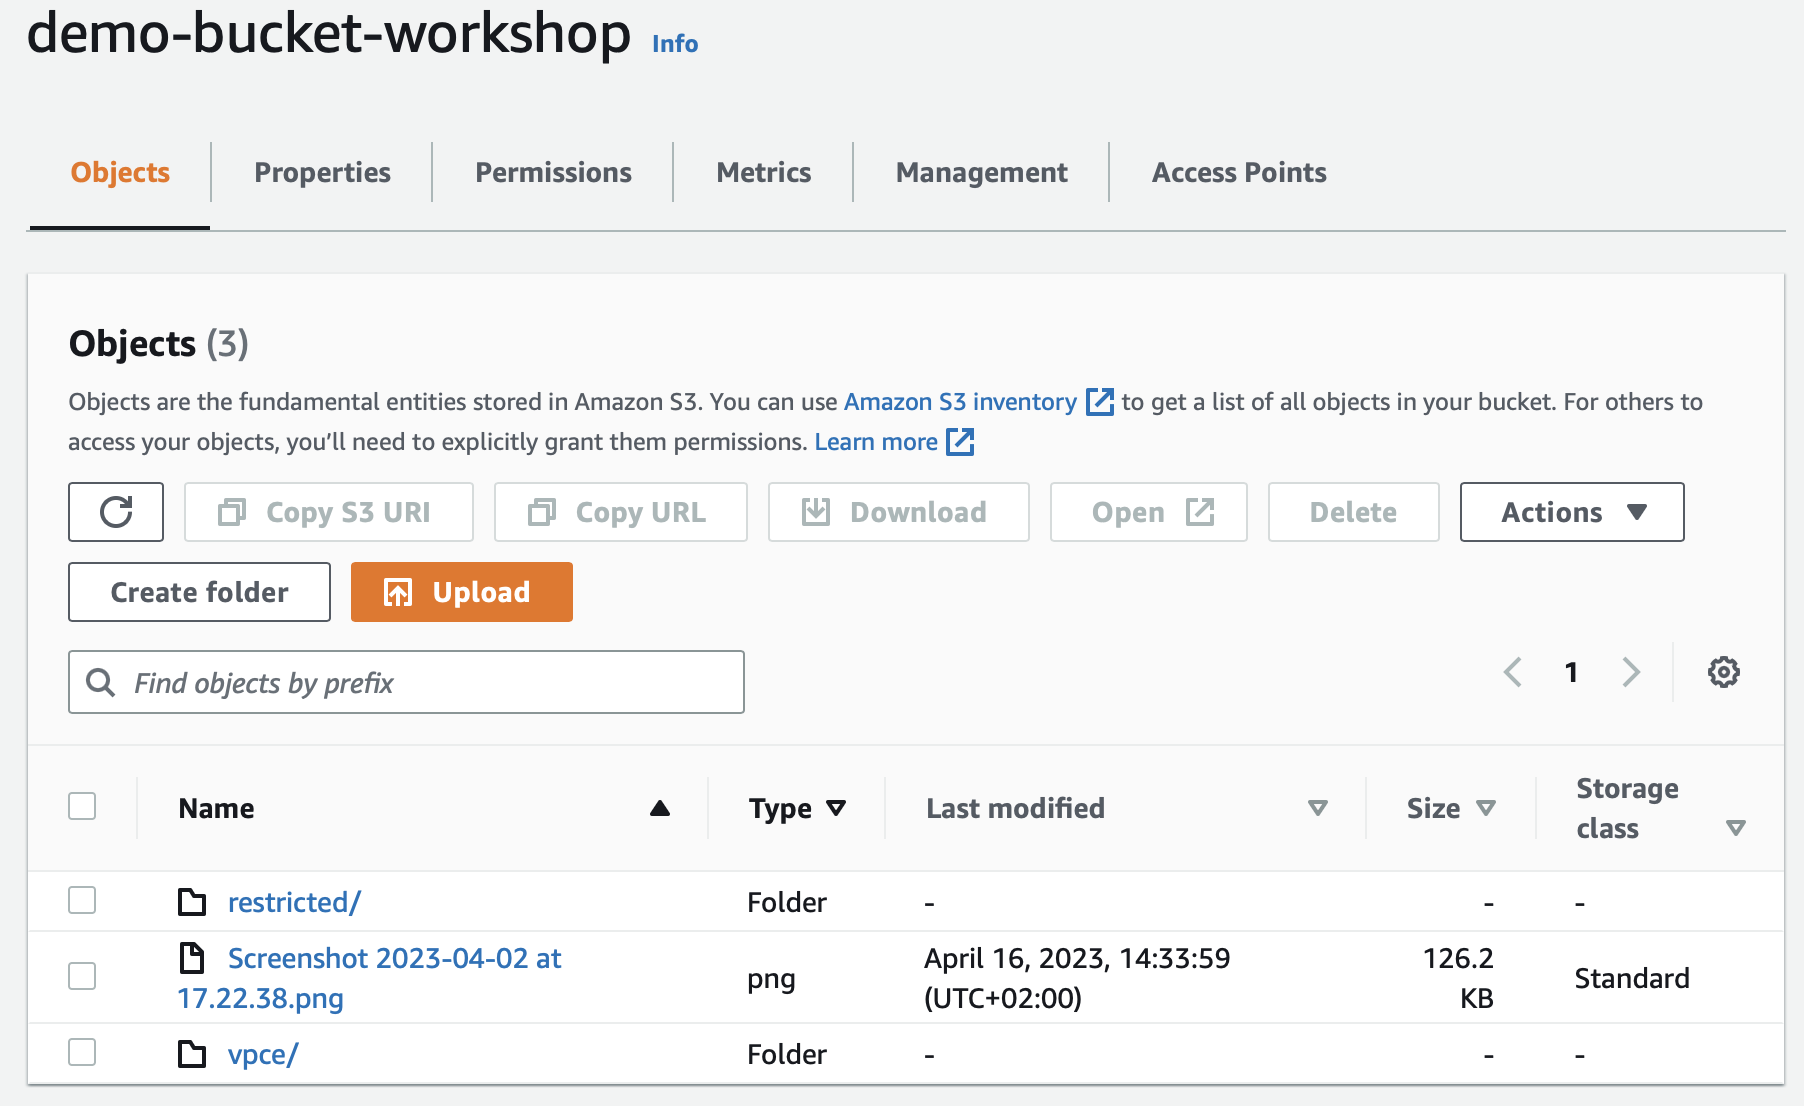 demo-bucket-workshop Info
Objects Properties Permissions Metrics Management Access Points
Objects (3)
Objects are the fundamental entities stored in Amazon S3. You can use Amazon S3 inventory to get a list of all objects in your bucket. For others to
access your objects, you’ll need to explicitly grant them permissions. Learn more
Copy S3 URI Copy URL Download Open Delete Actions
Create folder Upload
Find objects by prefix 1
Name Type Last modified Size Storage
class
restricted/ Folder - - -
Screenshot 2023-04-02 at
17.22.38.png png April 16, 2023, 14:33:59
(UTC+02:00) 126.2
KB Standard
vpce/ Folder - - -